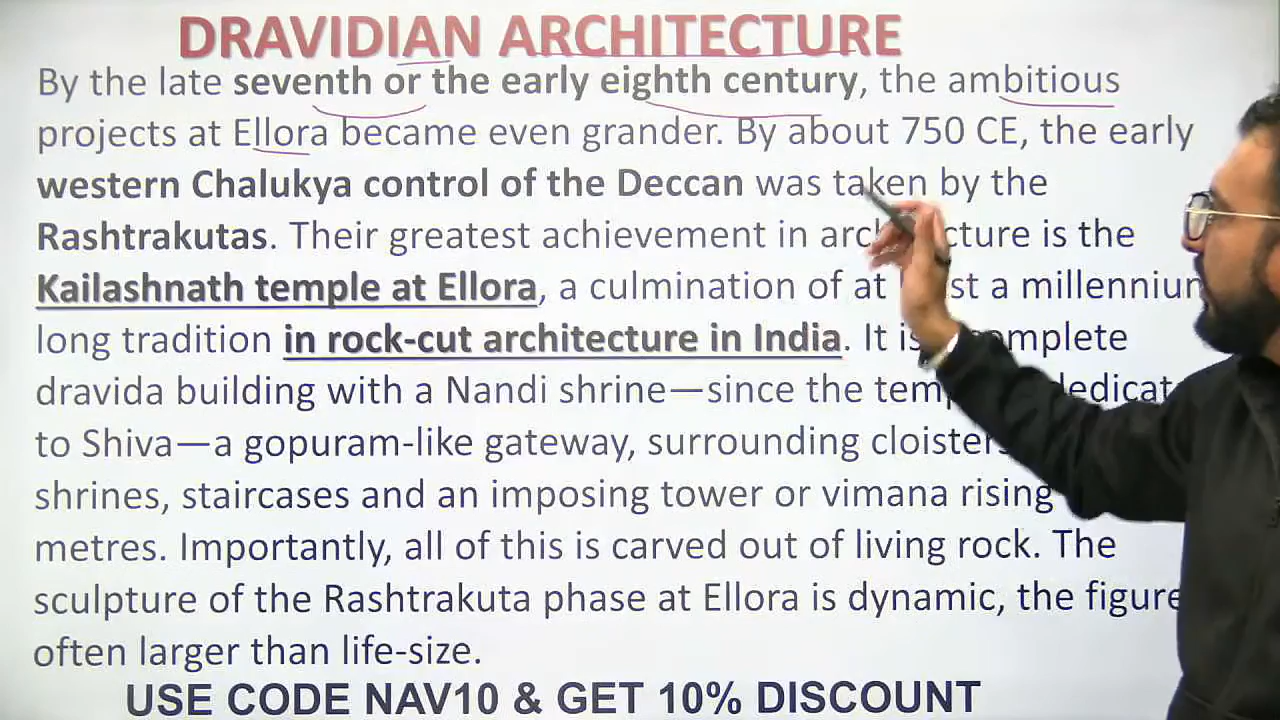 DRAVIDIAN ARCHITECTURE
By the late seventh or the early eighth century, the ambitious
projects at Ellora became even grander. By about 750 CE, the early
western Chalukya control of the Deccan was taken by the
Rashtrakutas. Their greatest achievement in architecture is the
Kailashnath temple at Ellora, a culmination of at a millennium
long tradition in rock-cut architecture in India. It is complete
dravida building with a Nandi shrine—since the
to Shiva—a gopuram-like gateway, surrounding
shrines, staircases and an imposing tower or vimana rising
metres. Importantly, all of this is carved out of living rock. The
sculpture of the Rashtrakuta phase at Ellora is dynamic, the
often larger than life-size.
USE CODE NAV10 & GET 10% DISCOUNT